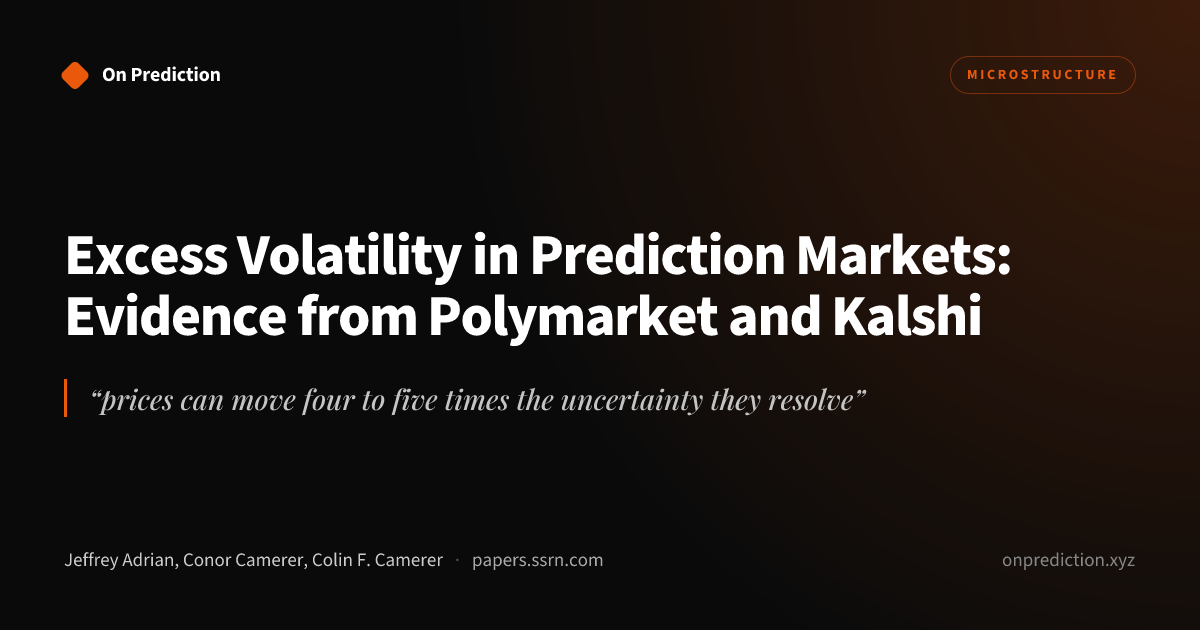 On Prediction
MICROSTRUCTURE
Excess Volatility in Prediction Markets:
Evidence from Polymarket and Kalshi
“prices can move four to five times the uncertainty they resolve”
Jeffrey Adrian, Conor Camerer, Colin F. Camerer · papers.ssrn.com
onprediction.xyz